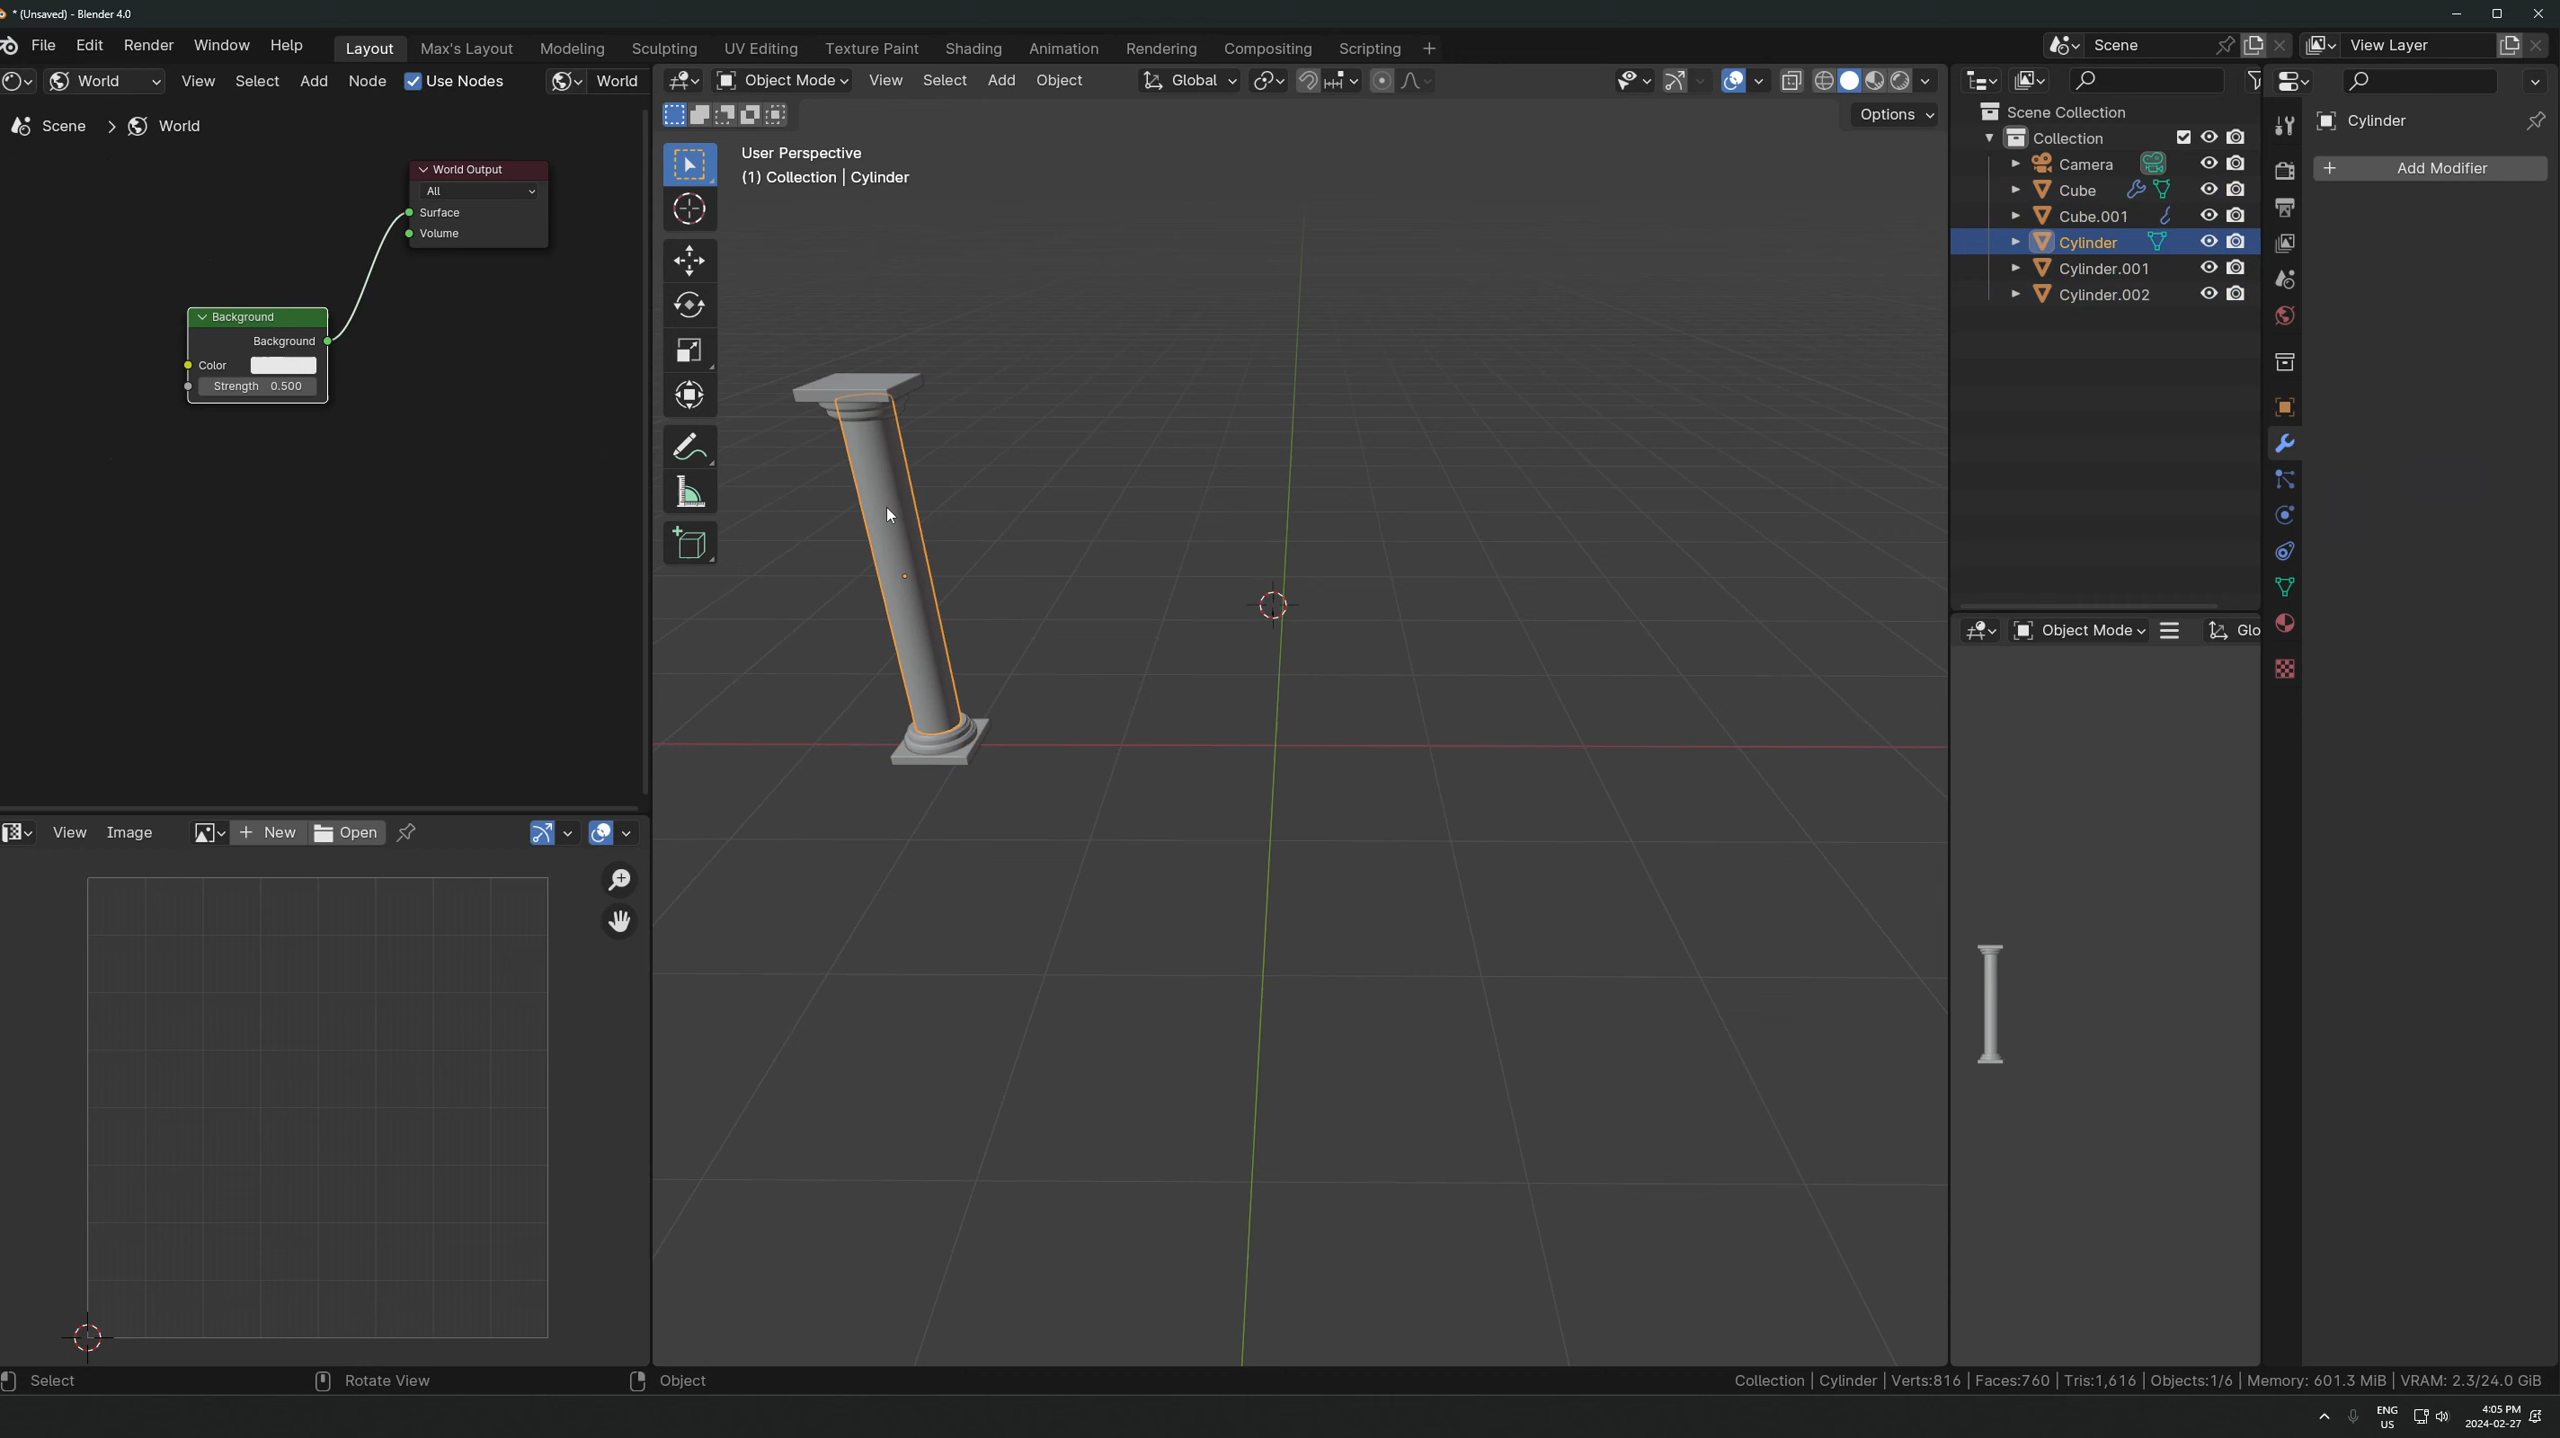 * (Unsaved) - Blender 4.0
File Edit Render Window Help
Layout Max's Layout Modeling Sculpting UV Editing Texture Paint Shading Animation Rendering Compositing Scripting +
Scene
View Layer
World View Select Add Node Use Nodes World
Scene > World
World Output
All
Surface
Volume
Background
Background
Color
Strength 0.500
Object Mode View Select Add Object Global
Options
User Perspective
(1) Collection | Cylinder
Scene Collection
Collection
Camera
Cube
Cube.001
Cylinder
Cylinder.001
Cylinder.002
Cylinder
+ Add Modifier
Object Mode Glo
View Image + New Open
Select Rotate View Object
Collection | Cylinder | Verts:816 | Faces:760 | Tris:1,616 | Objects:1/6 | Memory: 601.3 MiB | VRAM: 2.3/24.0 GiB
ENG
US
4:05 PM
2024-02-27